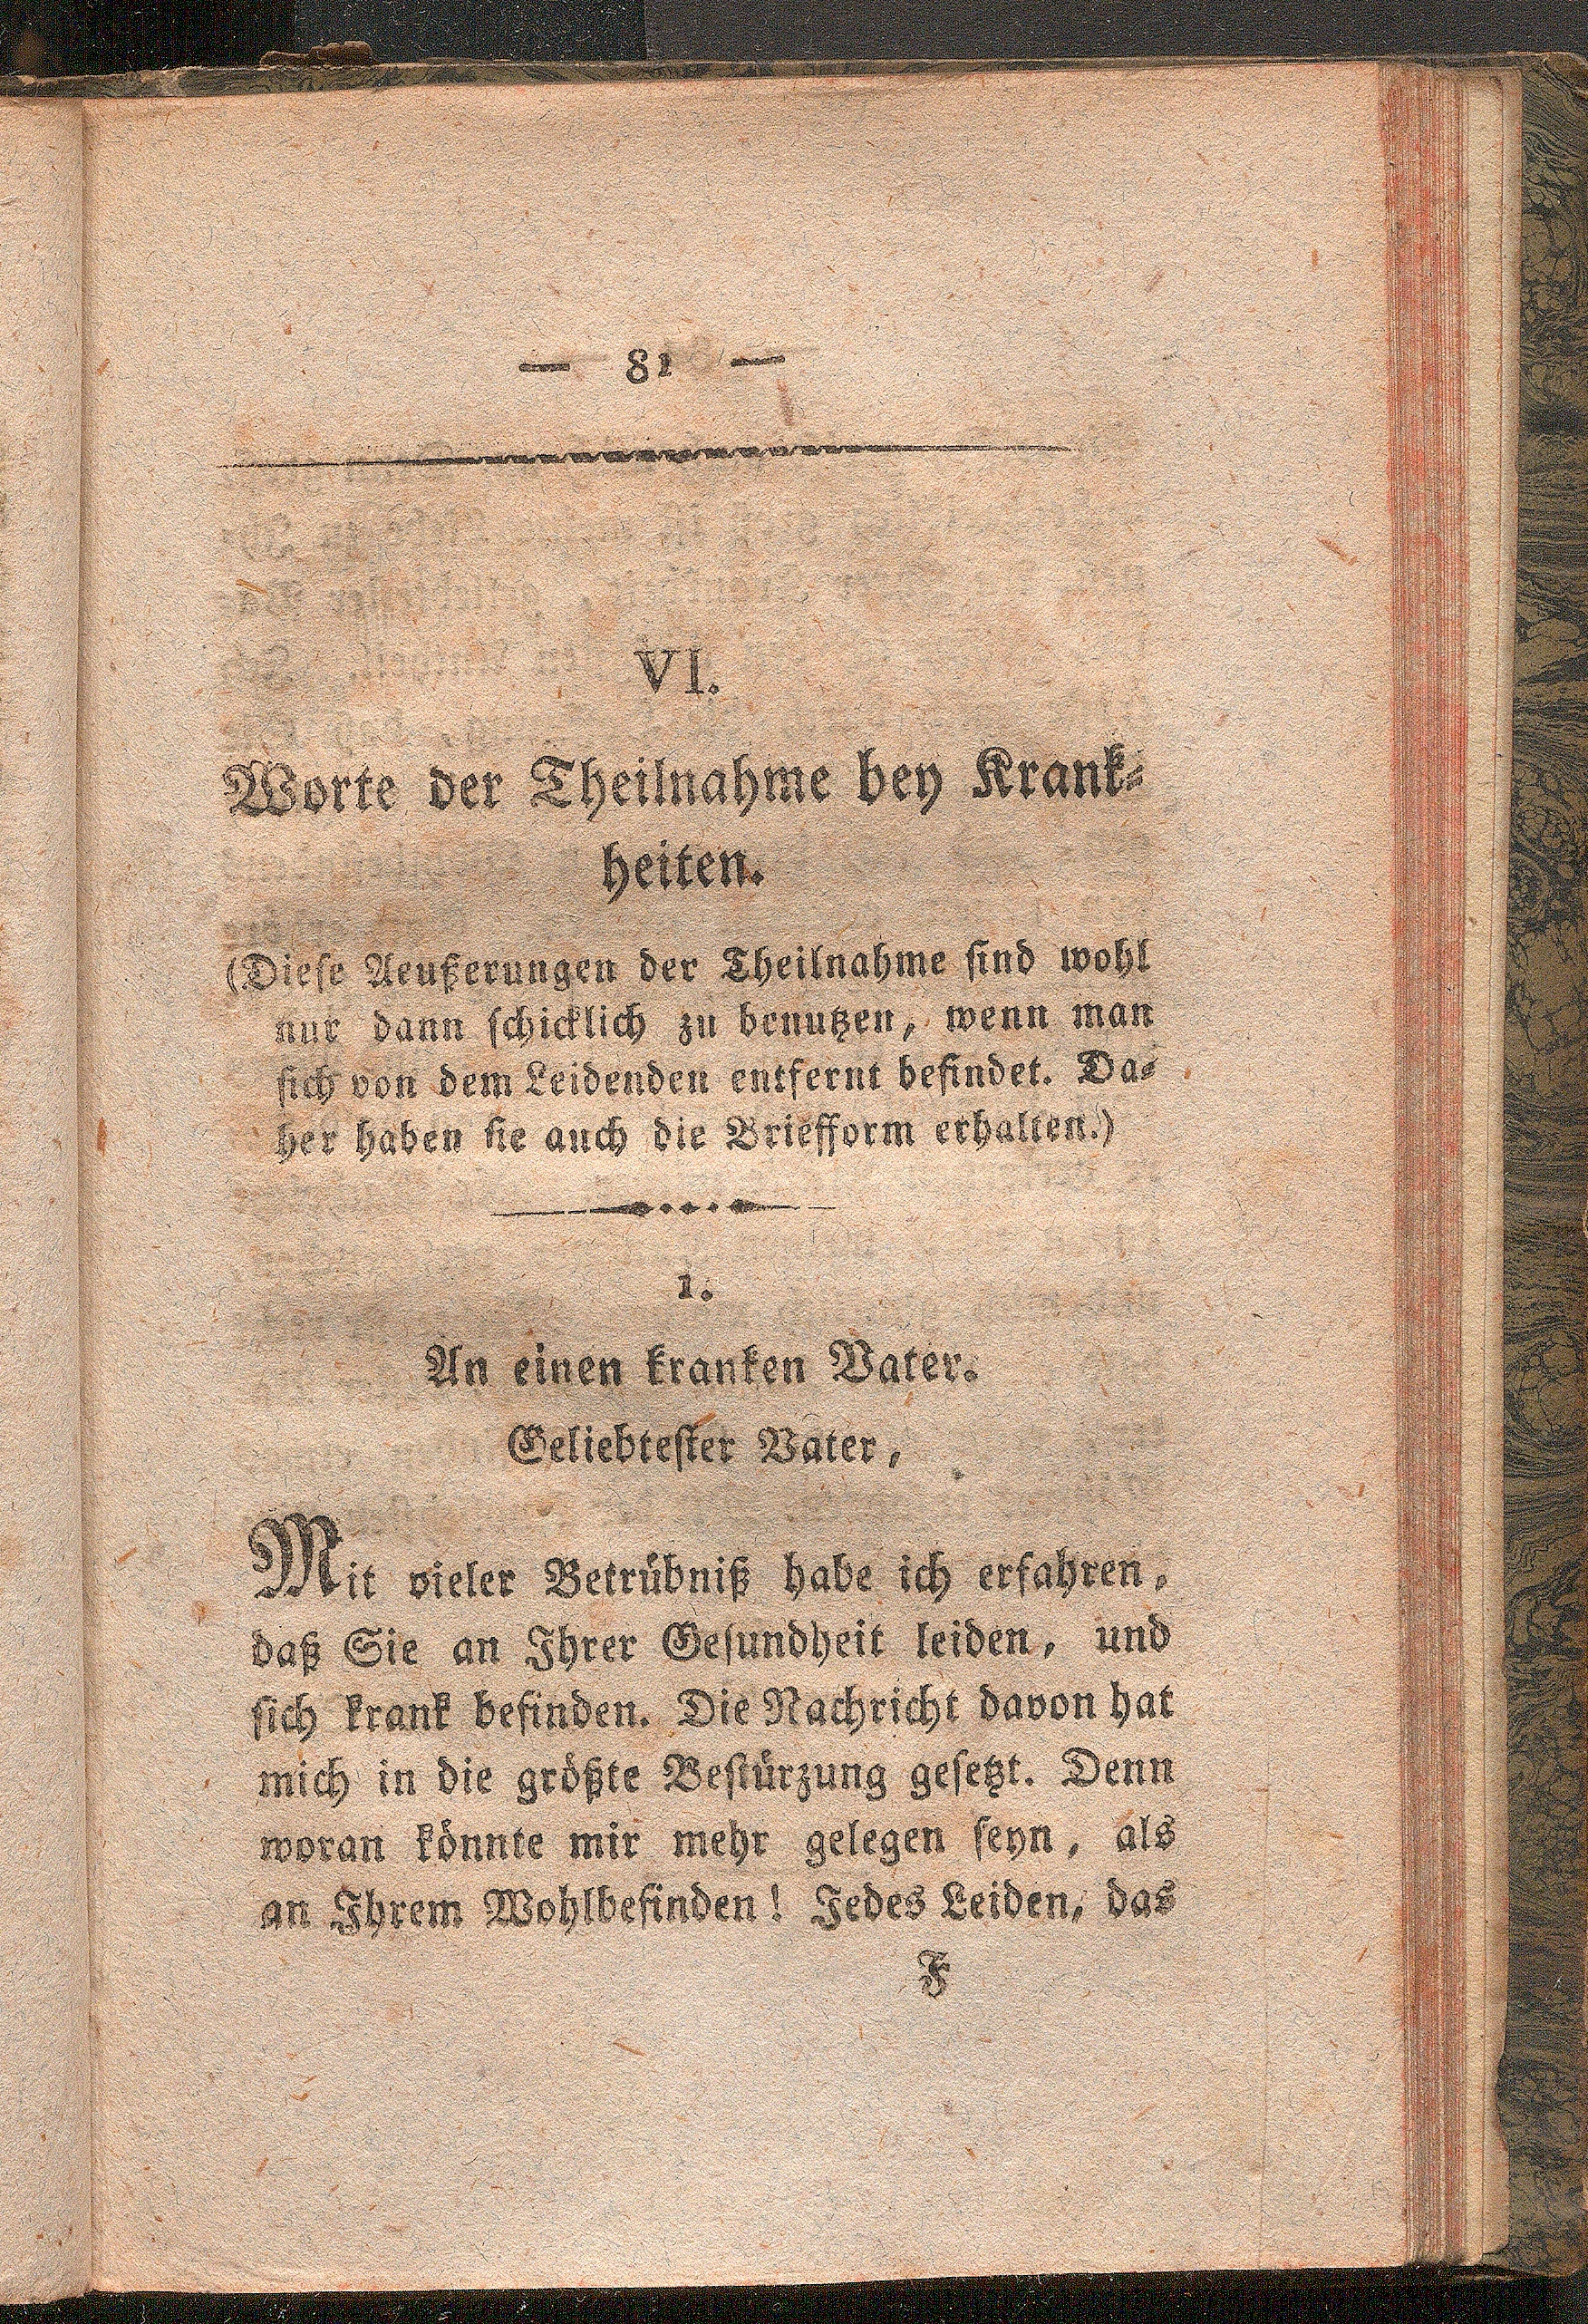 — 81 —
VI.
Worte der Theilnahme bey Krank-
heiten.
(Diese Aeußerungen der Theilnahme sind wohl
nur dann schicklich zu benutzen, wenn man
sich von dem Leidenden entfernt befindet. Da-
her haben sie auch die Briefform erhalten.)
1.
An einen kranken Vater.
Geliebtester Vater,
Mit vieler Betrübniß habe ich erfahren,
daß Sie an Ihrer Gesundheit leiden, und
sich krank befinden. Die Nachricht davon hat
mich in die größte Bestürzung gesetzt. Denn
woran könnte mir mehr gelegen seyn, als
an Ihrem Wohlbefinden! Jedes Leiden, das
F